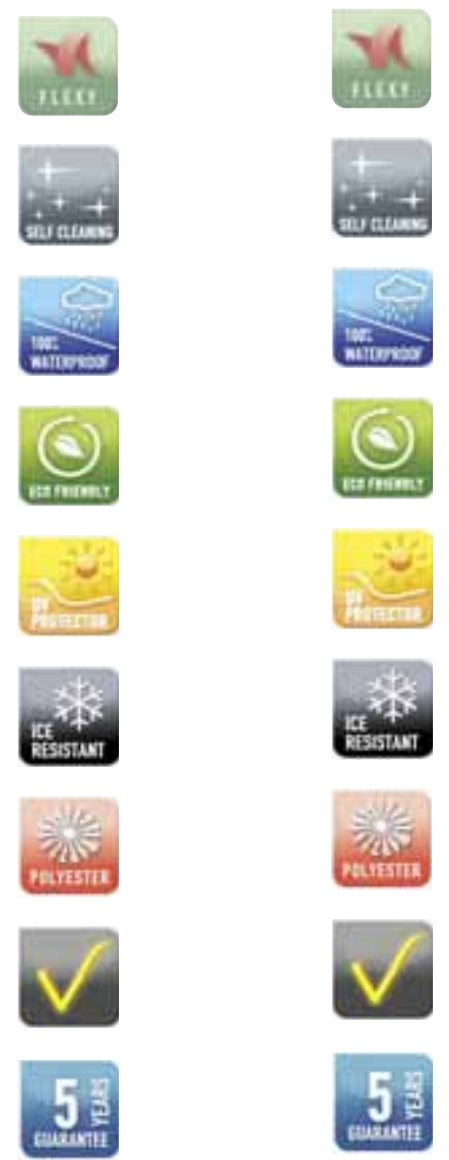 FLEXY
FLEXY
SELF CLEANING
SELF CLEANING
100%
WATERPROOF
100%
WATERPROOF
ECO FRIENDLY
ECO FRIENDLY
UV
PROTECTOR
UV
PROTECTOR
ICE
RESISTANT
ICE
RESISTANT
POLYESTER
POLYESTER
5 YEARS
GUARANTEE
5 YEARS
GUARANTEE